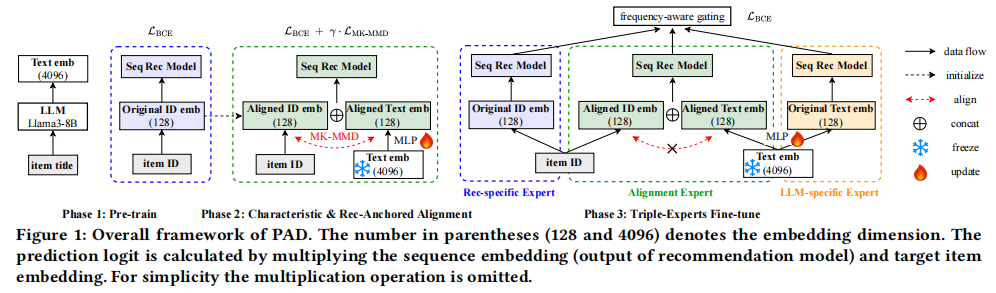 Text emb
(4096)
LLM
Llama3-8B
item title
ℒBCE
Seq Rec Model
Original ID emb
(128)
item ID
Phase 1: Pre-train
ℒBCE + γ · ℒMK-MMD
Seq Rec Model
Aligned ID emb
(128)
Aligned Text emb
(128)
MK-MMD
MLP
item ID
Text emb
(4096)
Phase 2: Characteristic & Rec-Anchored Alignment
frequency-aware gating
ℒBCE
Seq Rec Model
Seq Rec Model
Seq Rec Model
Original ID emb
(128)
Aligned ID emb
(128)
Aligned Text emb
(128)
Original Text emb
(128)
MLP
item ID
Text emb
(4096)
Rec-specific Expert
Alignment Expert
LLM-specific Expert
Phase 3: Triple-Experts Fine-tune
data flow
initialize
align
concat
freeze
update
Figure 1: Overall framework of PAD. The number in parentheses (128 and 4096) denotes the embedding dimension. The
prediction logit is calculated by multiplying the sequence embedding (output of recommendation model) and target item
embedding. For simplicity the multiplication operation is omitted.